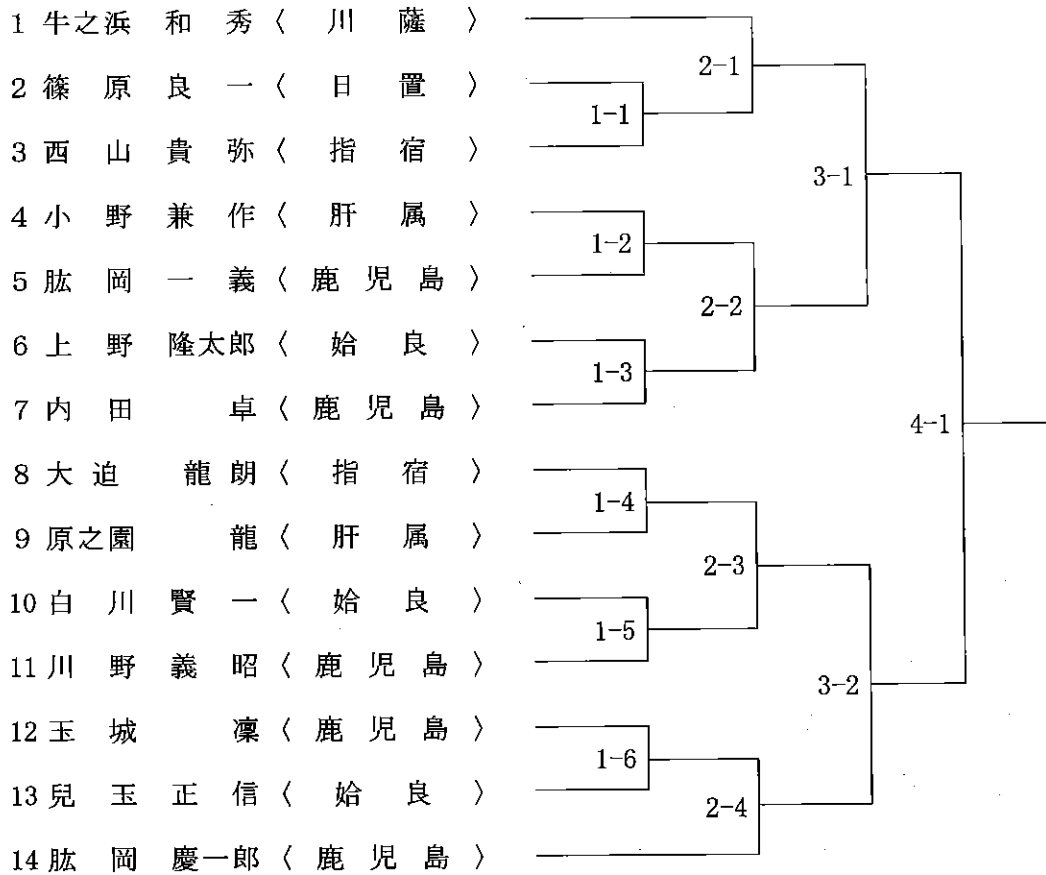 1 牛之浜 和秀〈川薩〉
2 篠原良一〈日置〉
3 西山貴弥〈指宿〉
4 小野兼作〈肝属〉
5 肱岡一義〈鹿児島〉
6 上野隆太郎〈姶良〉
7 内田卓〈鹿児島〉
8 大迫龍朗〈指宿〉
9 原之園龍〈肝属〉
10 白川賢一〈姶良〉
11 川野義昭〈鹿児島〉
12 玉城凜〈鹿児島〉
13 兒玉正信〈姶良〉
14 肱岡慶一郎〈鹿児島〉
1-1
1-2
1-3
1-4
1-5
1-6
2-1
2-2
2-3
2-4
3-1
3-2
4-1